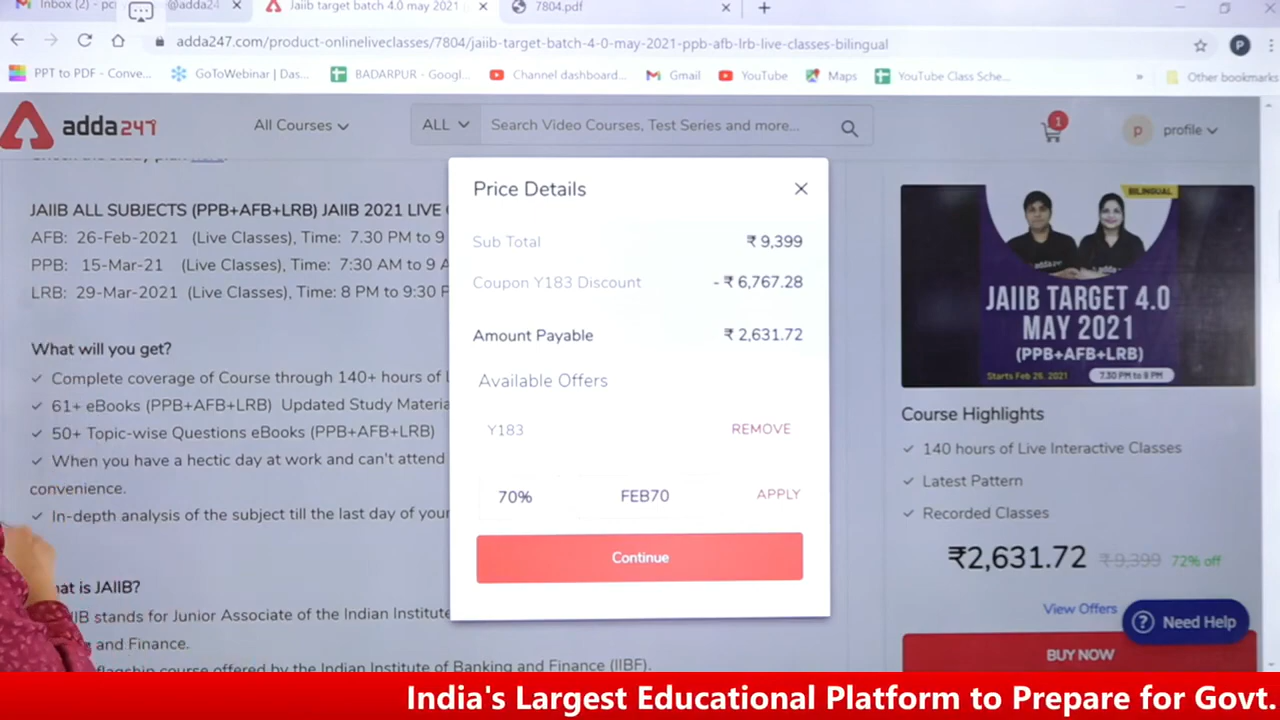 Inbox (2) - pc
@adda24
Jaiib target batch 4.0 may 2021
7804.pdf
adda247.com/product-onlineliveclasses/7804/jaiib-target-batch-4-0-may-2021-ppb-afb-lrb-live-classes-bilingual
P
PPT to PDF - Conve...
GoToWebinar | Das...
BADARPUR - Googl...
Channel dashboard...
Gmail
YouTube
Maps
YouTube Class Sche...
»
Other bookmarks
adda247
All Courses
ALL
Search Video Courses, Test Series and more...
1
p
profile
JAIIB ALL SUBJECTS (PPB+AFB+LRB) JAIIB 2021 LIVE
AFB: 26-Feb-2021 (Live Classes), Time: 7.30 PM to 9
PPB: 15-Mar-21 (Live Classes), Time: 7:30 AM to 9 A
LRB: 29-Mar-2021 (Live Classes), Time: 8 PM to 9:30 P
What will you get?
Complete coverage of Course through 140+ hours of
61+ eBooks (PPB+AFB+LRB) Updated Study Materia
50+ Topic-wise Questions eBooks (PPB+AFB+LRB)
When you have a hectic day at work and can't attend
convenience.
In-depth analysis of the subject till the last day of your
at is JAIIB?
IB stands for Junior Associate of the Indian Institute
and Finance.
flagship course offered by the Indian Institute of Banking and Finance (IIBF).
Price Details
Sub Total ₹ 9,399
Coupon Y183 Discount - ₹ 6,767.28
Amount Payable ₹ 2,631.72
Available Offers
Y183 REMOVE
70% FEB70 APPLY
Continue
BILINGUAL
JAIIB TARGET 4.0
MAY 2021
(PPB+AFB+LRB)
Starts Feb 26, 2021 7.30 PM to 9 PM
Course Highlights
140 hours of Live Interactive Classes
Latest Pattern
Recorded Classes
₹2,631.72 ₹ 9,399 72% off
View Offers
Need Help
BUY NOW
India's Largest Educational Platform to Prepare for Govt.